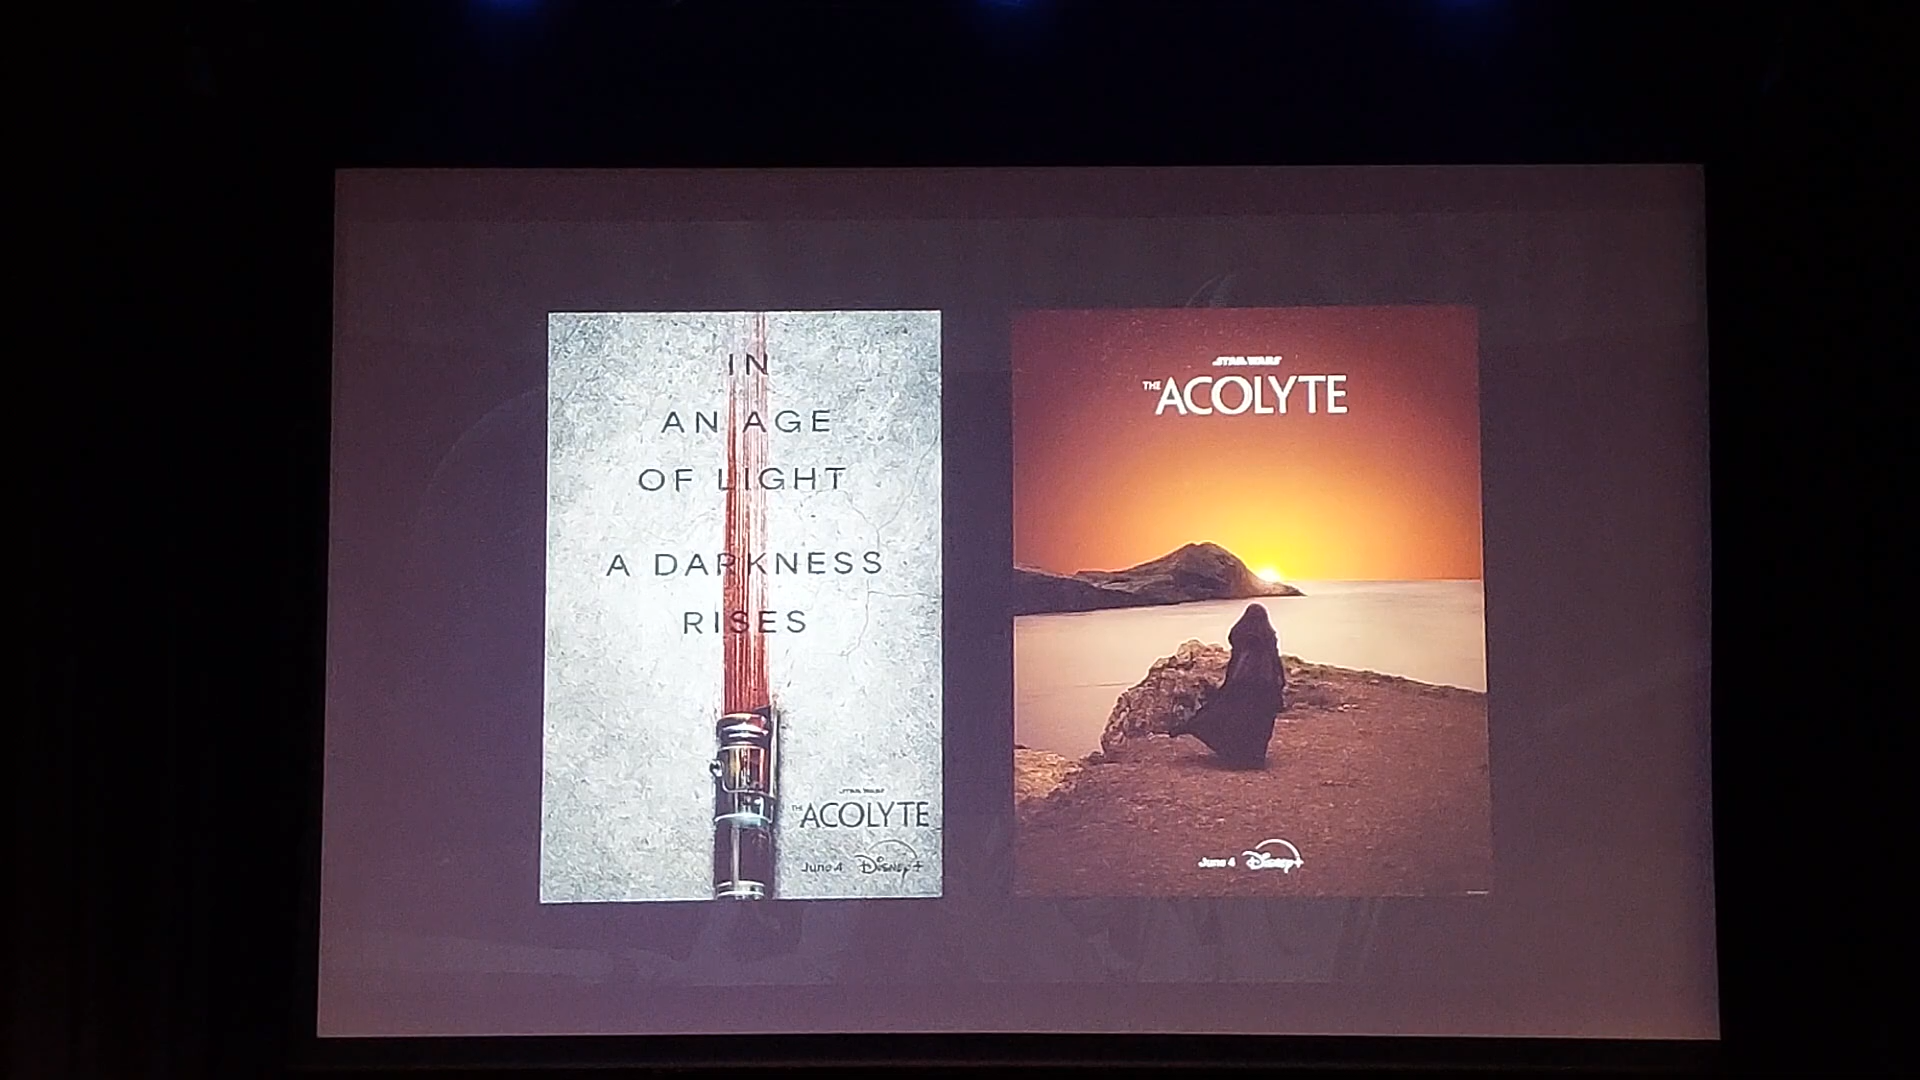 IN
AN AGE
OF LIGHT
A DARKNESS
RISES
STAR WARS
THE ACOLYTE
June 4 Disney+
STAR WARS
THE ACOLYTE
June 4 Disney+